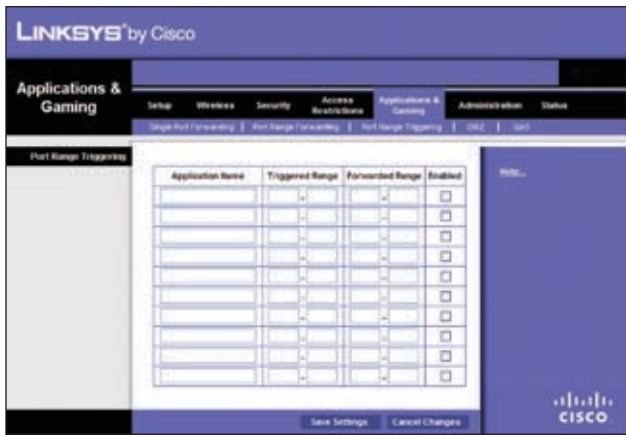 LINKSYS® by Cisco
Applications & Gaming
Setup Wireless Security Access Restrictions Applications & Gaming Administration Status
Single Port Forwarding | Port Range Forwarding | Port Range Triggering | DMZ | QoS
Port Range Triggering
Application Name Triggered Range Forwarded Range Enabled
Help...
Save Settings Cancel Changes
CISCO